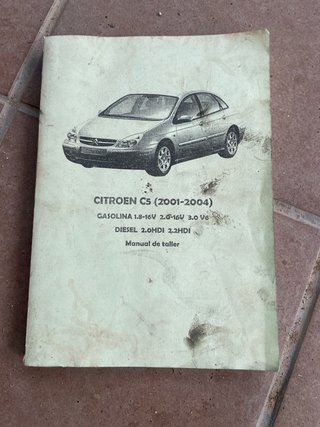 CITROEN C5 (2001-2004)
GASOLINA 1.8-16V 2.0-16V 3.0 V6
DIESEL 2.0HDI 2.2HDI
Manual de taller